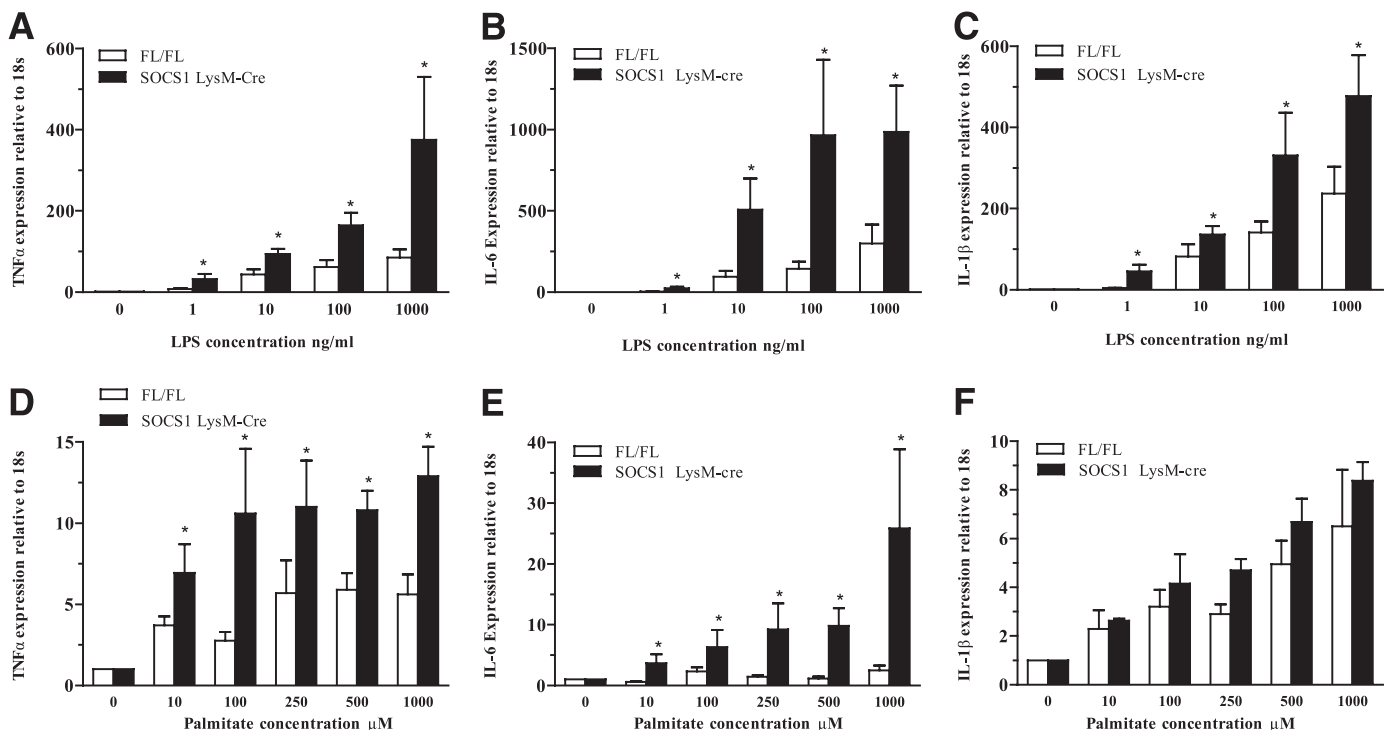 A
FL/FL
SOCS1 LysM-Cre
TNFα expression relative to 18s
600
400
200
0
* * * *
0 1 10 100 1000
LPS concentration ng/ml
B
FL/FL
SOCS1 LysM-cre
IL-6 Expression relative to 18s
1500
1000
500
0
* * * *
0 1 10 100 1000
LPS concentration ng/ml
C
FL/FL
SOCS1 LysM-cre
IL-1β expression relative to 18s
600
400
200
0
* * * *
0 1 10 100 1000
LPS concentration ng/ml
D
FL/FL
SOCS1 LysM-Cre
TNFα expression relative to 18s
15
10
5
0
* * * * *
0 10 100 250 500 1000
Palmitate concentration μM
E
FL/FL
SOCS1 LysM-cre
IL-6 Expression relative to 18s
40
30
20
10
0
* * * * *
0 10 100 250 500 1000
Palmitate concentration μM
F
FL/FL
SOCS1 LysM-cre
IL-1β expression relative to 18s
10
8
6
4
2
0
0 10 100 250 500 1000
Palmitate concentration μM